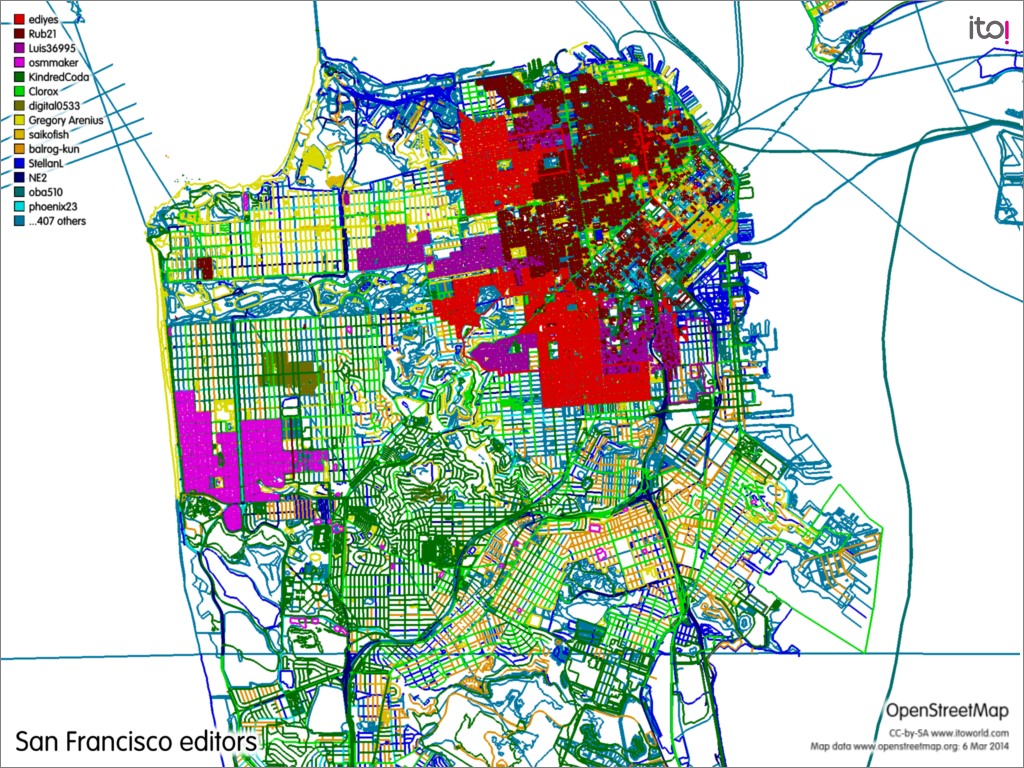 ediyes
Rub21
Luis36995
osmmaker
KindredCoda
Clorox
digital0533
Gregory Arenius
saikofish
balrog-kun
StellanL
NE2
oba510
phoenix23
...407 others
ito!
San Francisco editors
OpenStreetMap
CC-by-SA www.itoworld.com
Map data www.openstreetmap.org: 6 Mar 2014